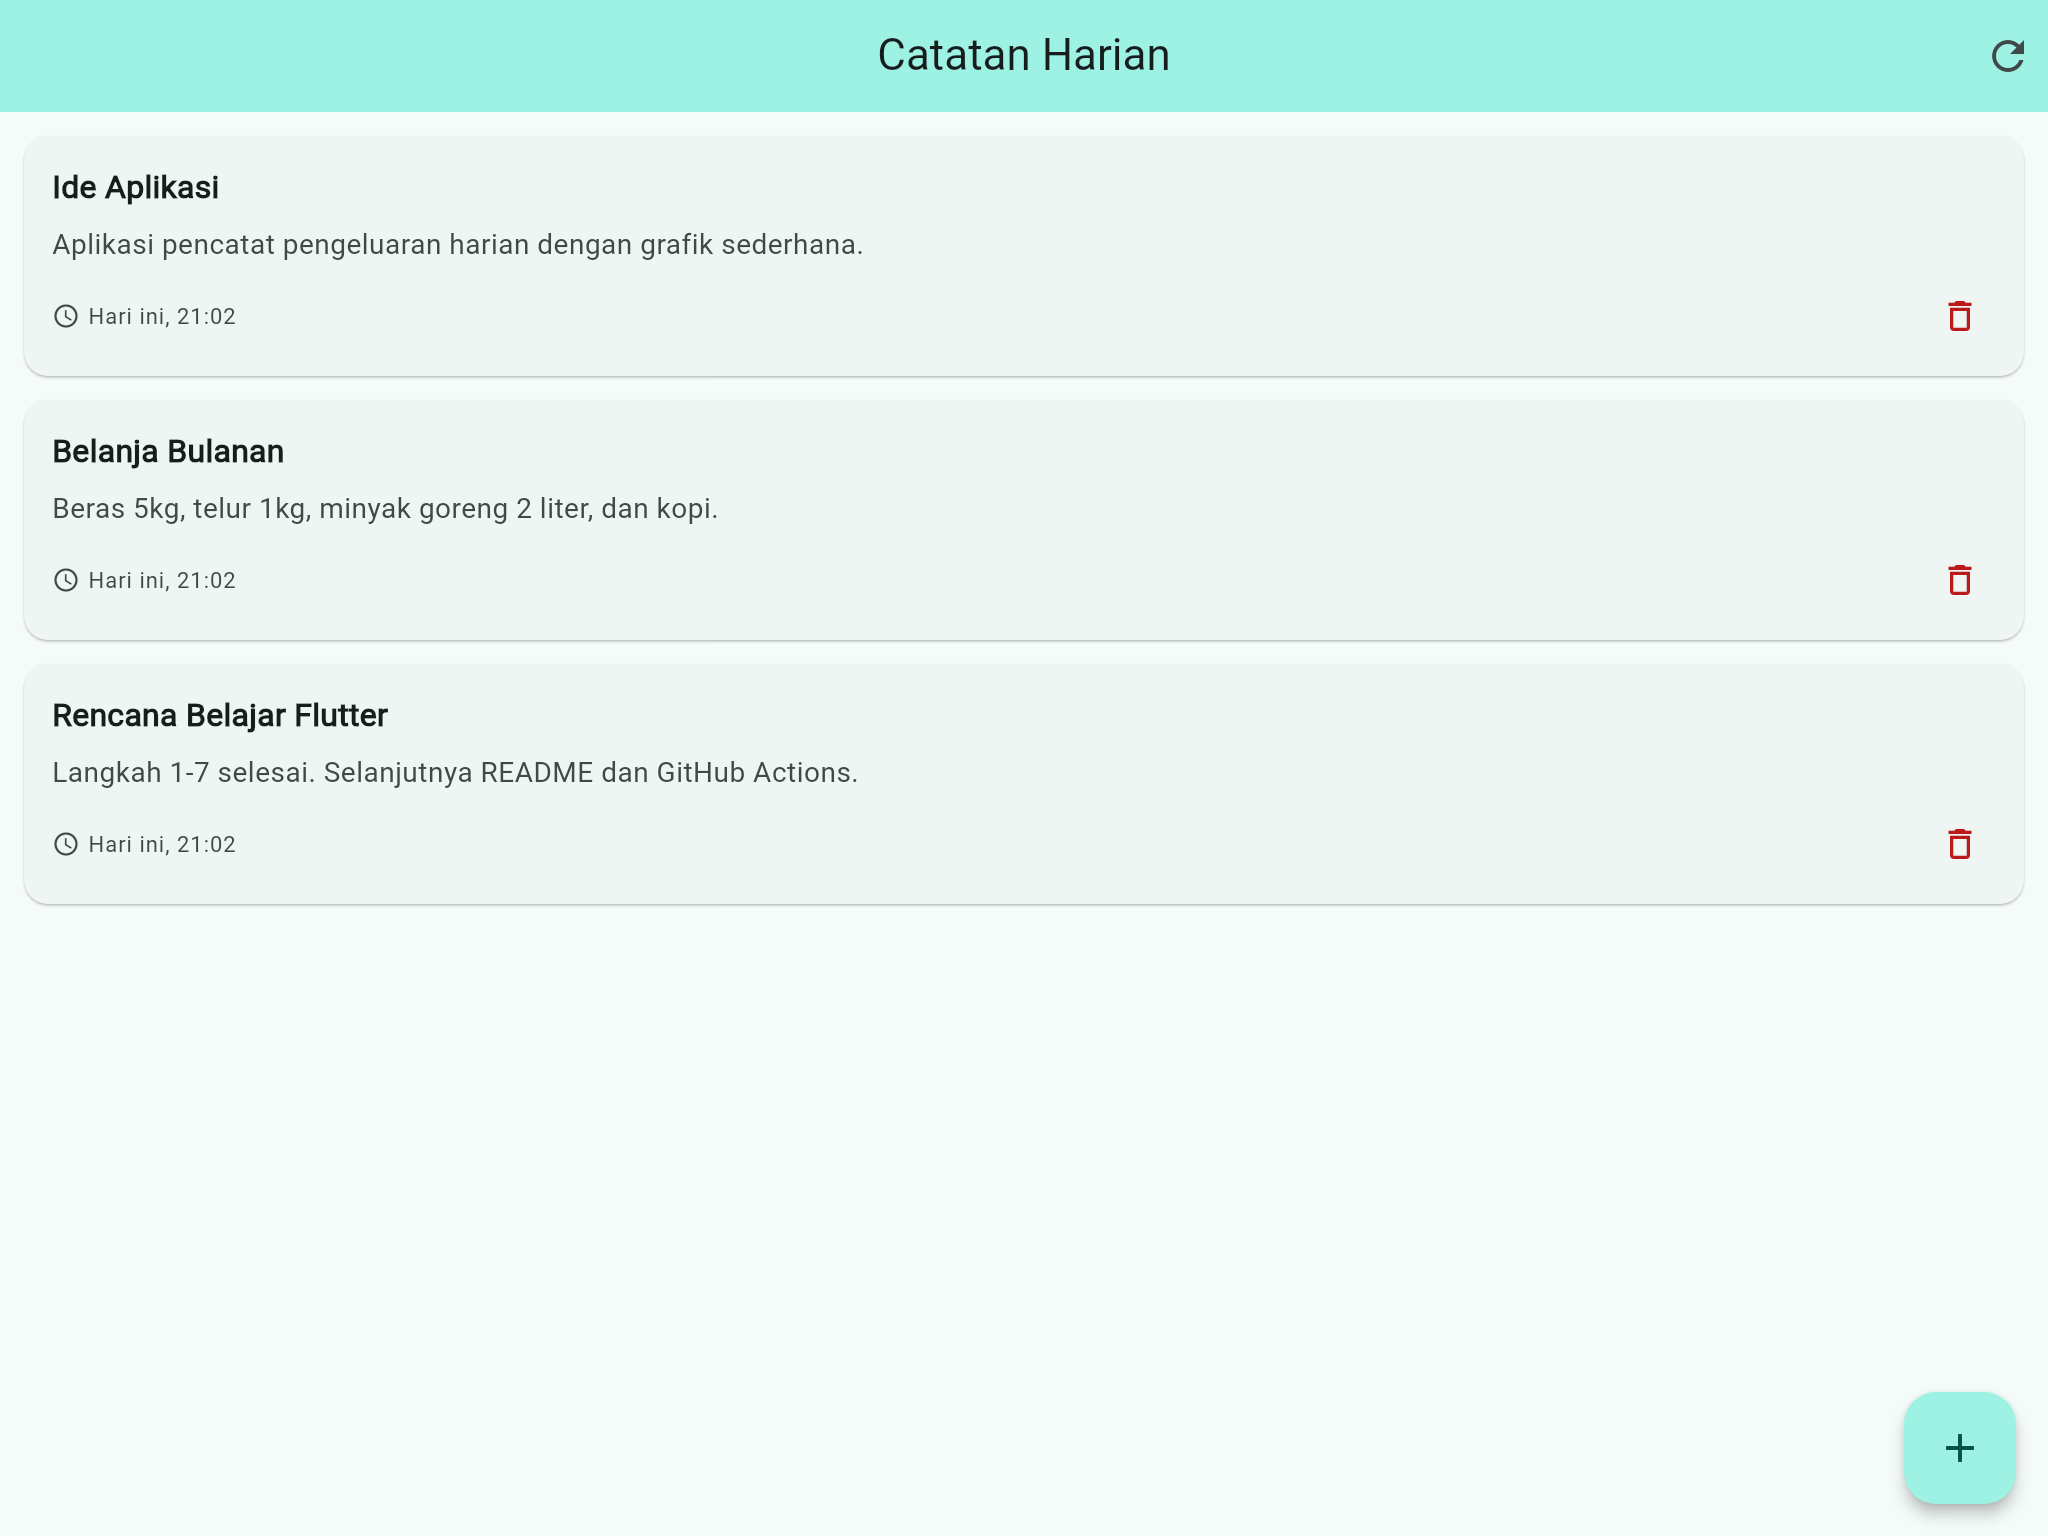 Catatan Harian
Ide Aplikasi
Aplikasi pencatat pengeluaran harian dengan grafik sederhana.
Hari ini, 21:02
Belanja Bulanan
Beras 5kg, telur 1kg, minyak goreng 2 liter, dan kopi.
Hari ini, 21:02
Rencana Belajar Flutter
Langkah 1-7 selesai. Selanjutnya README dan GitHub Actions.
Hari ini, 21:02